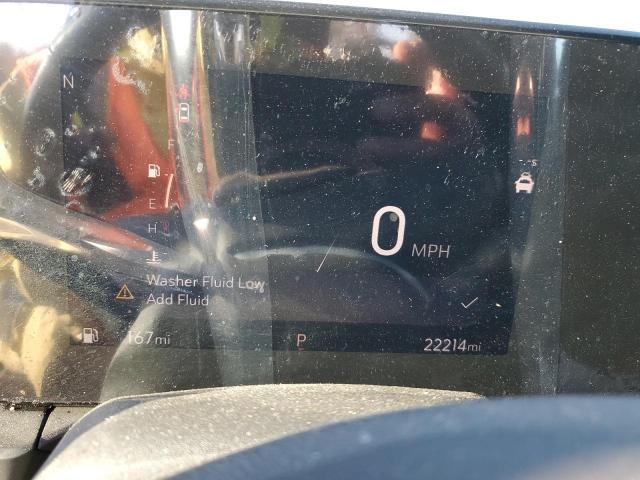 N
F
E
H
--s
0 MPH
Washer Fluid Low
Add Fluid
167mi
P
22214mi